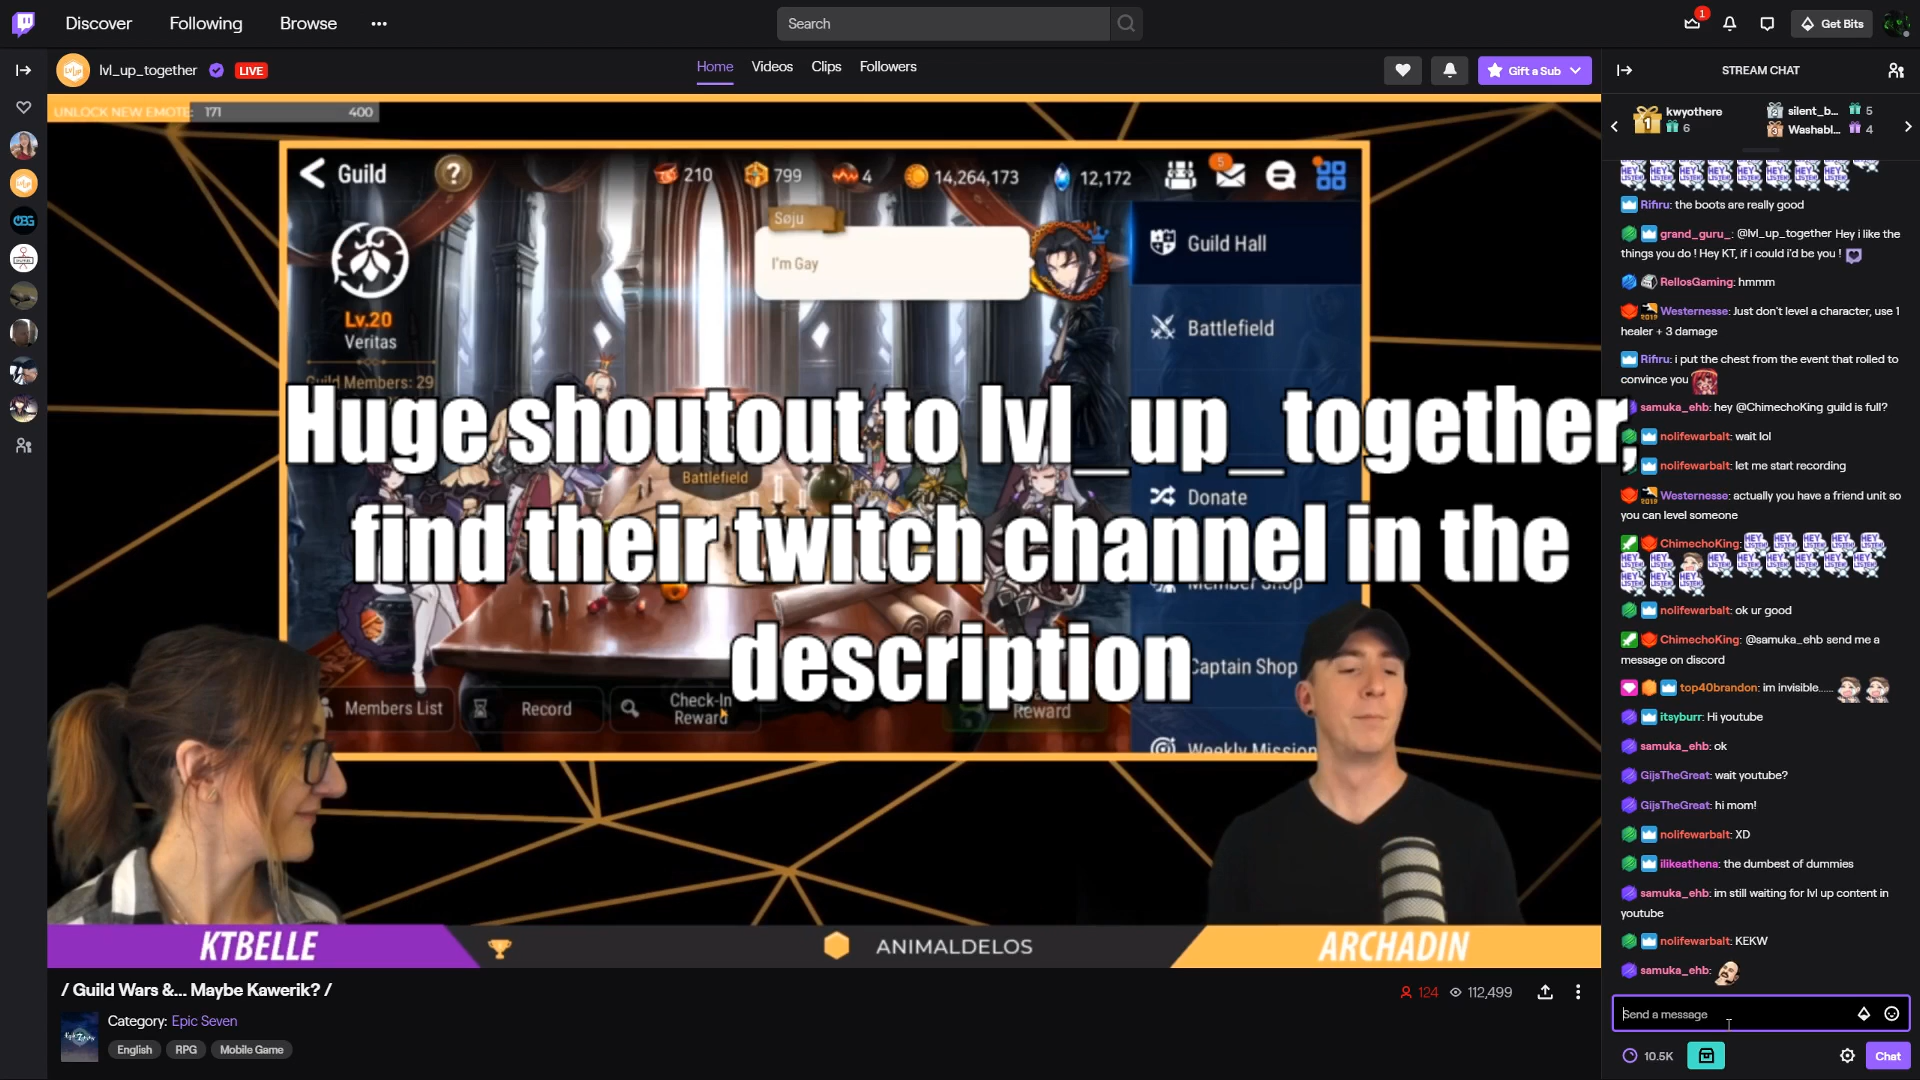 Discover
Following
Browse
Search
1
Get Bits
lvl_up_together
LIVE
Home
Videos
Clips
Followers
Gift a Sub
STREAM CHAT
UNLOCK NEW EMOTE: 171 400
Guild
?
210
799
4
14,264,173
12,172
5
Søju
I'm Gay
Lv.20
Veritas
Guild Members: 29
Battlefield
Guild Hall
Battlefield
Donate
Member Shop
Captain Shop
Weekly Mission
Members List
Record
Check-In
Reward
Reward
Huge shoutout to lvl_up_together,
find their twitch channel in the
description
KTBELLE
ANIMALDELOS
ARCHADIN
/ Guild Wars &... Maybe Kawerik? /
124
112,499
Category: Epic Seven
English
RPG
Mobile Game
1
kwyothere
6
silent_b...
5
Washabl...
4
Rifiru: the boots are really good
grand_guru_: @lvl_up_together Hey i like the
things you do ! Hey KT, if i could i'd be you !
RellosGaming: hmmm
Westernesse: Just don't level a character, use 1
healer + 3 damage
Rifiru: i put the chest from the event that rolled to
convince you
samuka_ehb: hey @ChimechoKing guild is full?
nolifewarbalt: wait lol
nolifewarbalt: let me start recording
Westernesse: actually you have a friend unit so
you can level someone
ChimechoKing:
nolifewarbalt: ok ur good
ChimechoKing: @samuka_ehb send me a
message on discord
top40brandon: im invisible......
itsyburr: Hi youtube
samuka_ehb: ok
GijsTheGreat: wait youtube?
GijsTheGreat: hi mom!
nolifewarbalt: XD
ilikeathena: the dumbest of dummies
samuka_ehb: im still waiting for lvl up content in
youtube
nolifewarbalt: KEKW
samuka_ehb:
Send a message
10.5K
Chat